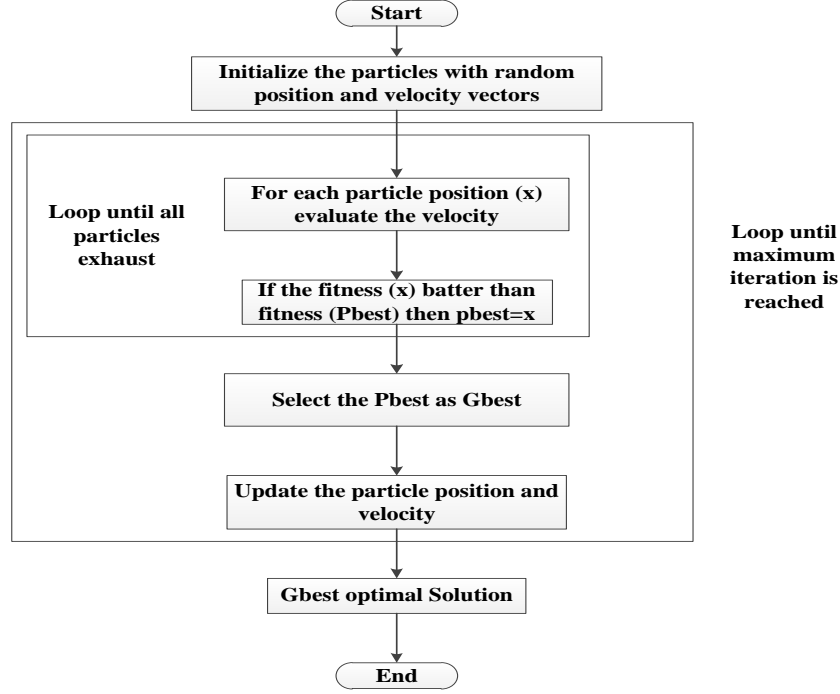 Start
Initialize the particles with random
position and velocity vectors
For each particle position (x)
evaluate the velocity
Loop until all
particles
exhaust
If the fitness (x) batter than
fitness (Pbest) then pbest=x
Loop until
maximum
iteration is
reached
Select the Pbest as Gbest
Update the particle position and
velocity
Gbest optimal Solution
End